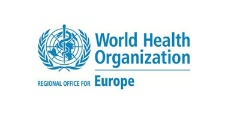 World Health
Organization
REGIONAL OFFICE FOR Europe